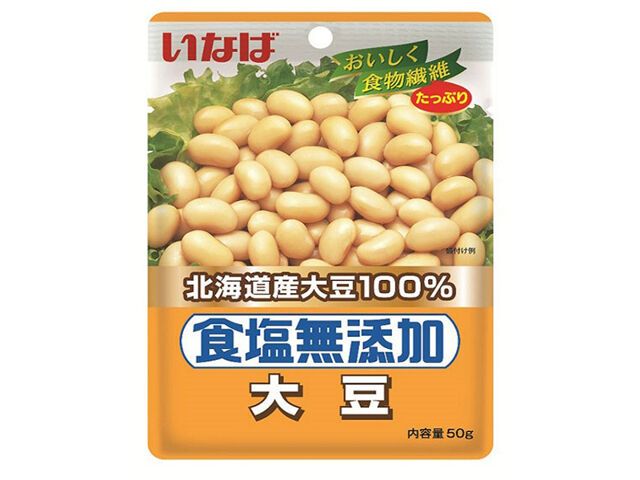 いなば
おいしく
食物繊維
たっぷり
盛付け例
北海道産大豆100%
食塩無添加
大豆
内容量50g